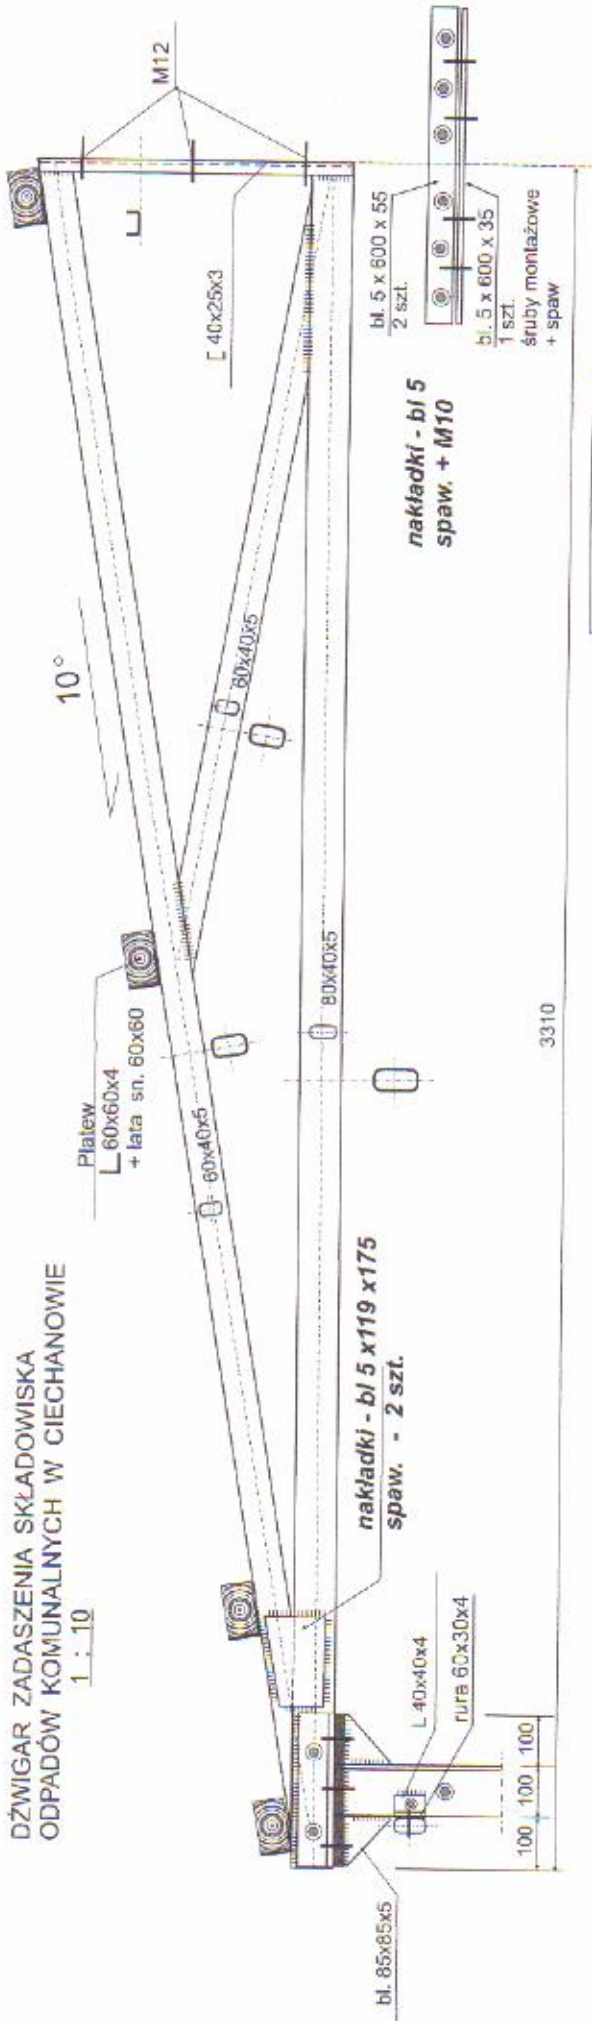 DŹWIGAR ZADASZENIA SKŁADOWISKA
ODPADÓW KOMUNALNYCH W CIECHANOWIE
1 : 10
Płatew
L 60x60x4
+ łata sn. 60x60
10°
M12
[ 40x25x3
60x40x5
60x40x5
80x40x5
nakładki - bl 5 x119 x175
spaw. - 2 szt.
nakładki - bl 5
spaw. + M10
bl. 5 x 600 x 55
2 szt.
bl. 5 x 600 x 35
1 szt.
śruby montażowe
+ spaw
L 40x40x4
rura 60x30x4
bl. 85x85x5
100
100
100
3310